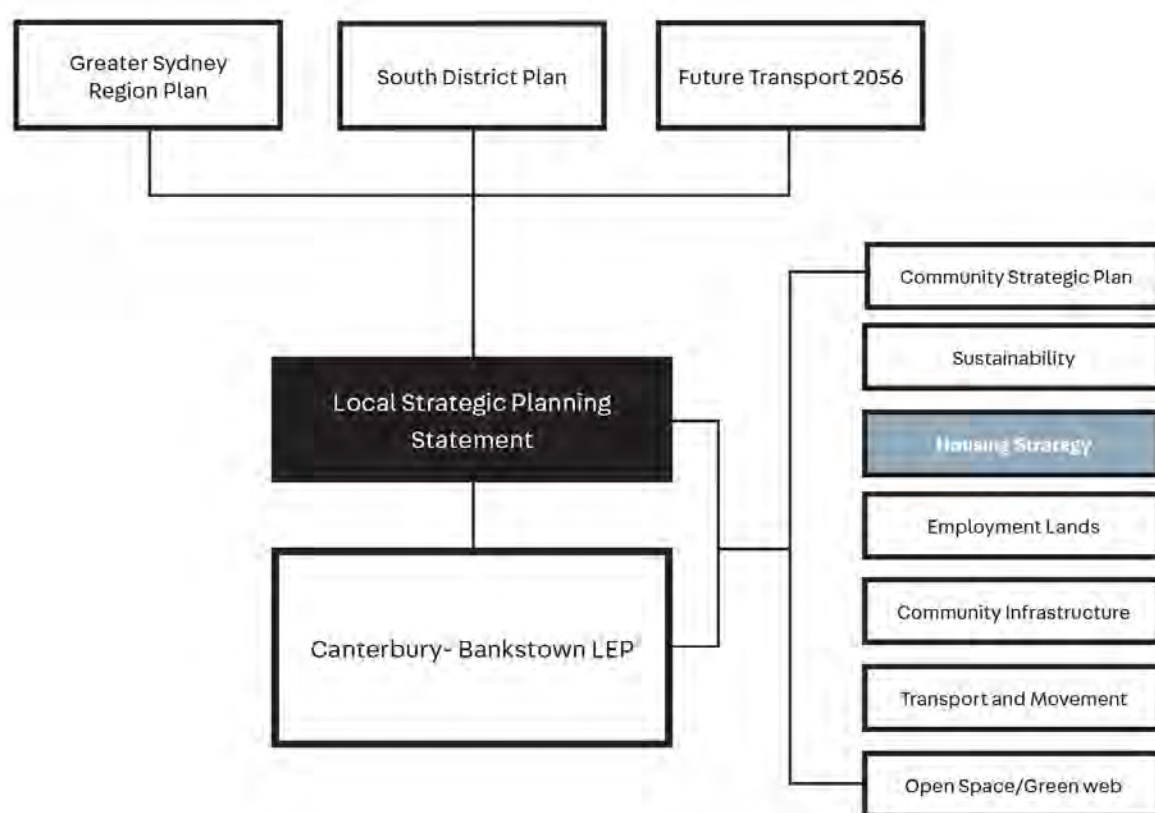 Greater Sydney
Region Plan
South District Plan
Future Transport 2056
Local Strategic Planning
Statement
Canterbury- Bankstown LEP
Community Strategic Plan
Sustainability
Housing Strategy
Employment Lands
Community Infrastructure
Transport and Movement
Open Space/Green web